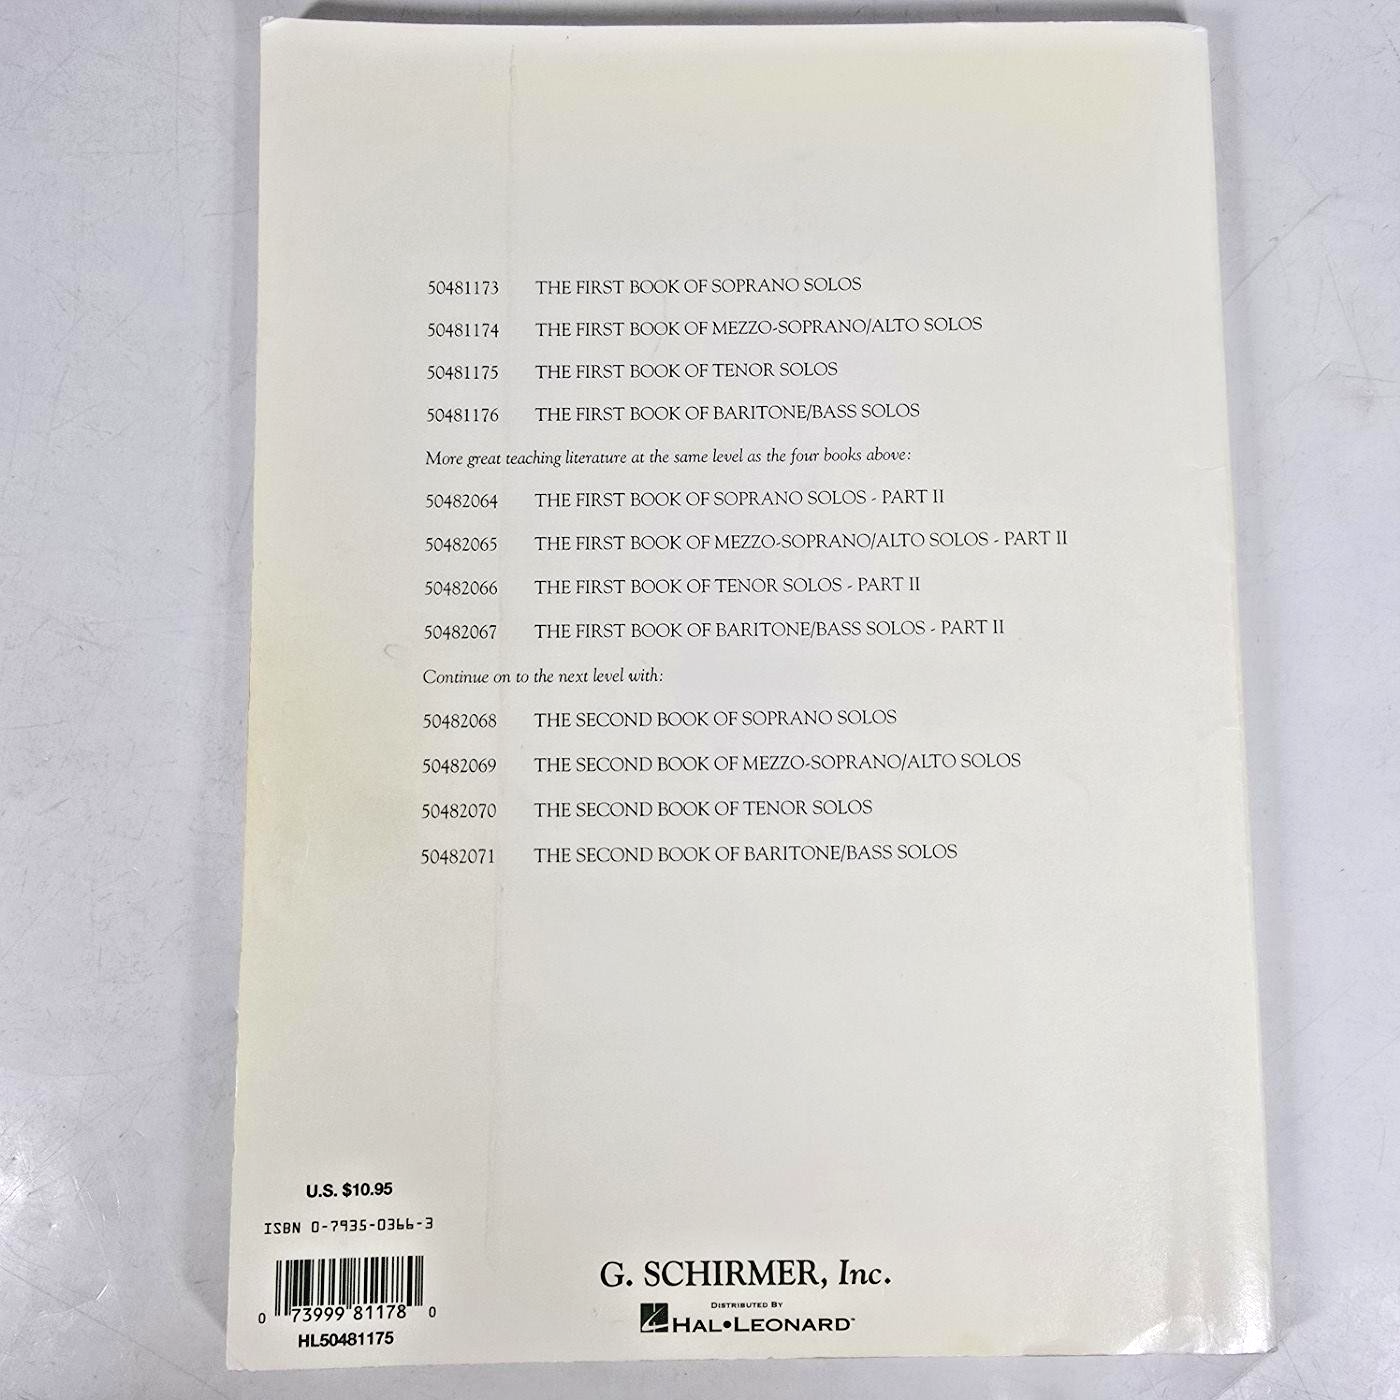 50481173 THE FIRST BOOK OF SOPRANO SOLOS
50481174 THE FIRST BOOK OF MEZZO-SOPRANO/ALTO SOLOS
50481175 THE FIRST BOOK OF TENOR SOLOS
50481176 THE FIRST BOOK OF BARITONE/BASS SOLOS
More great teaching literature at the same level as the four books above:
50482064 THE FIRST BOOK OF SOPRANO SOLOS - PART II
50482065 THE FIRST BOOK OF MEZZO-SOPRANO/ALTO SOLOS - PART II
50482066 THE FIRST BOOK OF TENOR SOLOS - PART II
50482067 THE FIRST BOOK OF BARITONE/BASS SOLOS - PART II
Continue on to the next level with:
50482068 THE SECOND BOOK OF SOPRANO SOLOS
50482069 THE SECOND BOOK OF MEZZO-SOPRANO/ALTO SOLOS
50482070 THE SECOND BOOK OF TENOR SOLOS
50482071 THE SECOND BOOK OF BARITONE/BASS SOLOS
U.S. $10.95
ISBN 0-7935-0366-3
0 73999 81178 0
HL50481175
G. SCHIRMER, Inc.
DISTRIBUTED BY
HAL•LEONARD